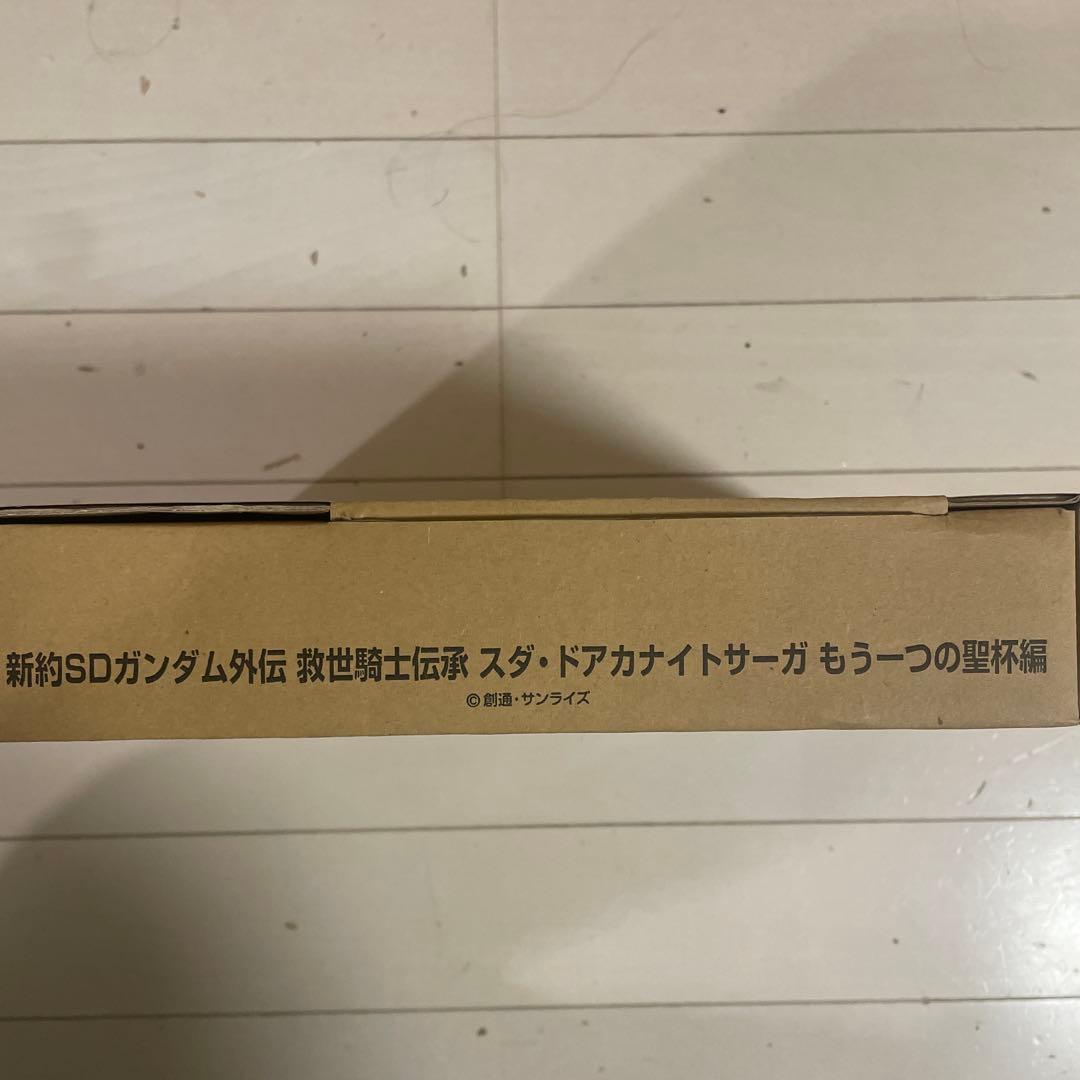 新約SDガンダム外伝 救世騎士伝承 スダ・ドアカナイトサーガ もう一つの聖杯編
©創通・サンライズ